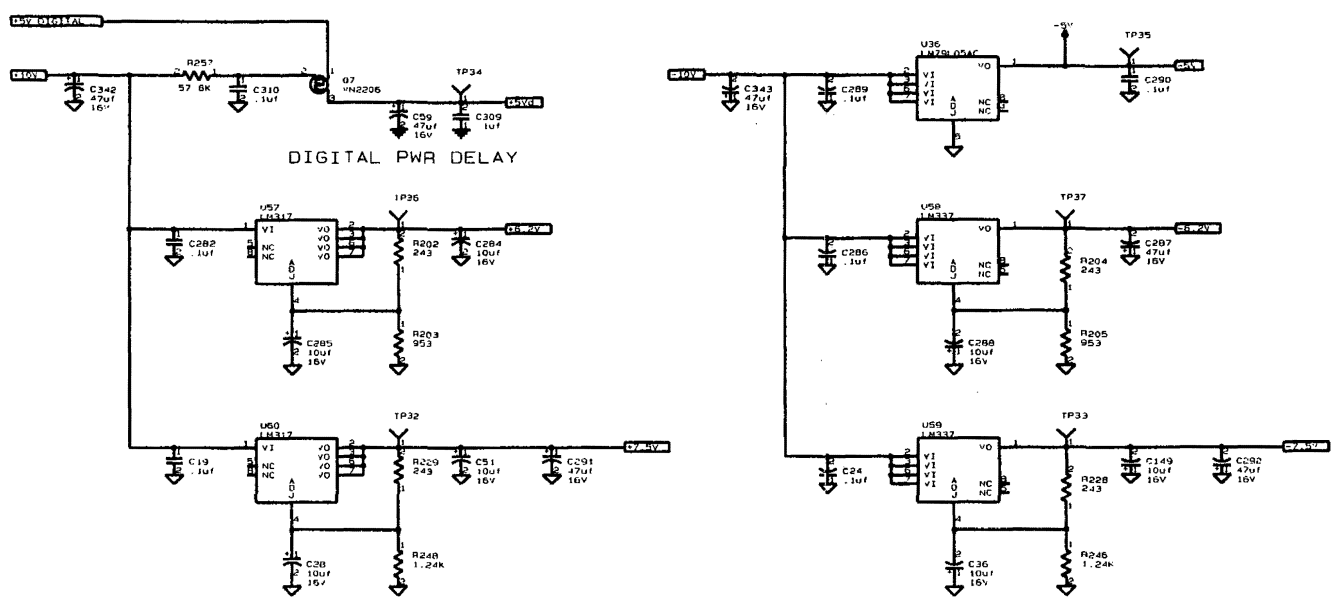 +5V DIGITAL
+10V
C342
47uf
16V
R257
57 6K
C310
.1uf
Q7
VN2206
TP34
C59
47uf
16V
C309
.1uf
+5Vd
DIGITAL PWR DELAY
U57
LM317
VI
VO
VO
VO
VO
NC
NC
ADJ
C282
.1uf
TP36
R202
243
C284
10uf
16V
+6.2V
C285
10uf
16V
R203
953
U60
LM317
VI
VO
VO
VO
VO
NC
NC
ADJ
C19
.1uf
TP32
R229
243
C51
10uf
16V
C291
47uf
16V
+7.5V
C28
10uf
16V
R248
1.24K
-10V
C343
47uf
16V
C289
.1uf
U36
LM79L05AC
VI
VI
VI
VI
VO
NC
NC
ADJ
-5V
TP35
C290
.1uf
-5V
U58
LM337
VI
VI
VI
VI
VO
NC
NC
ADJ
C286
.1uf
TP37
R204
243
C287
47uf
16V
-6.2V
C288
10uf
16V
R205
953
U59
LM337
VI
VI
VI
VI
VO
NC
NC
ADJ
C24
.1uf
TP33
R228
243
C149
10uf
16V
C292
47uf
16V
-7.5V
C36
10uf
16V
R246
1.24K